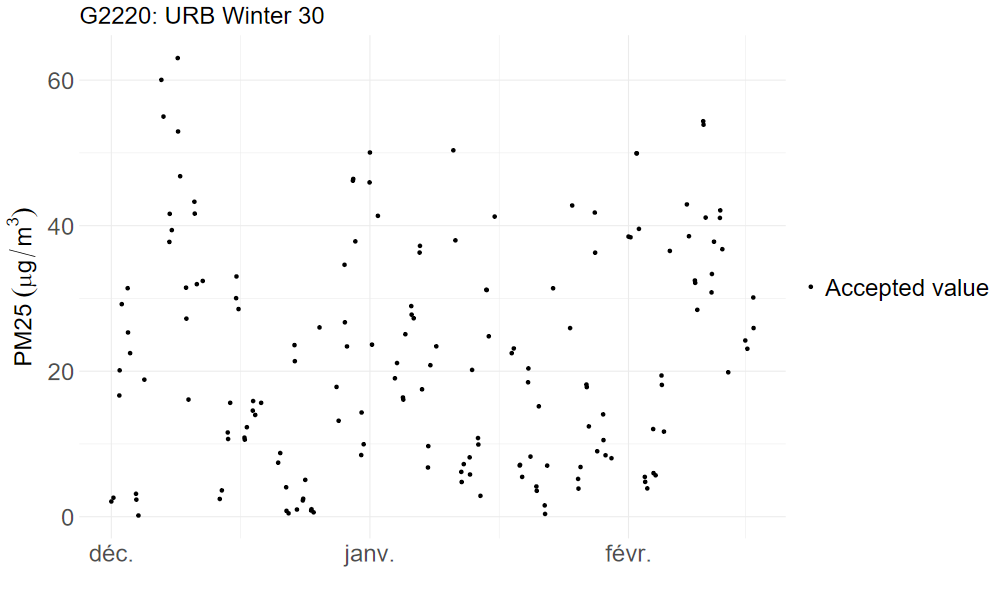 G2220: URB Winter 30
PM25 (μg/m³)
60
40
20
0
déc.
janv.
févr.
Accepted value